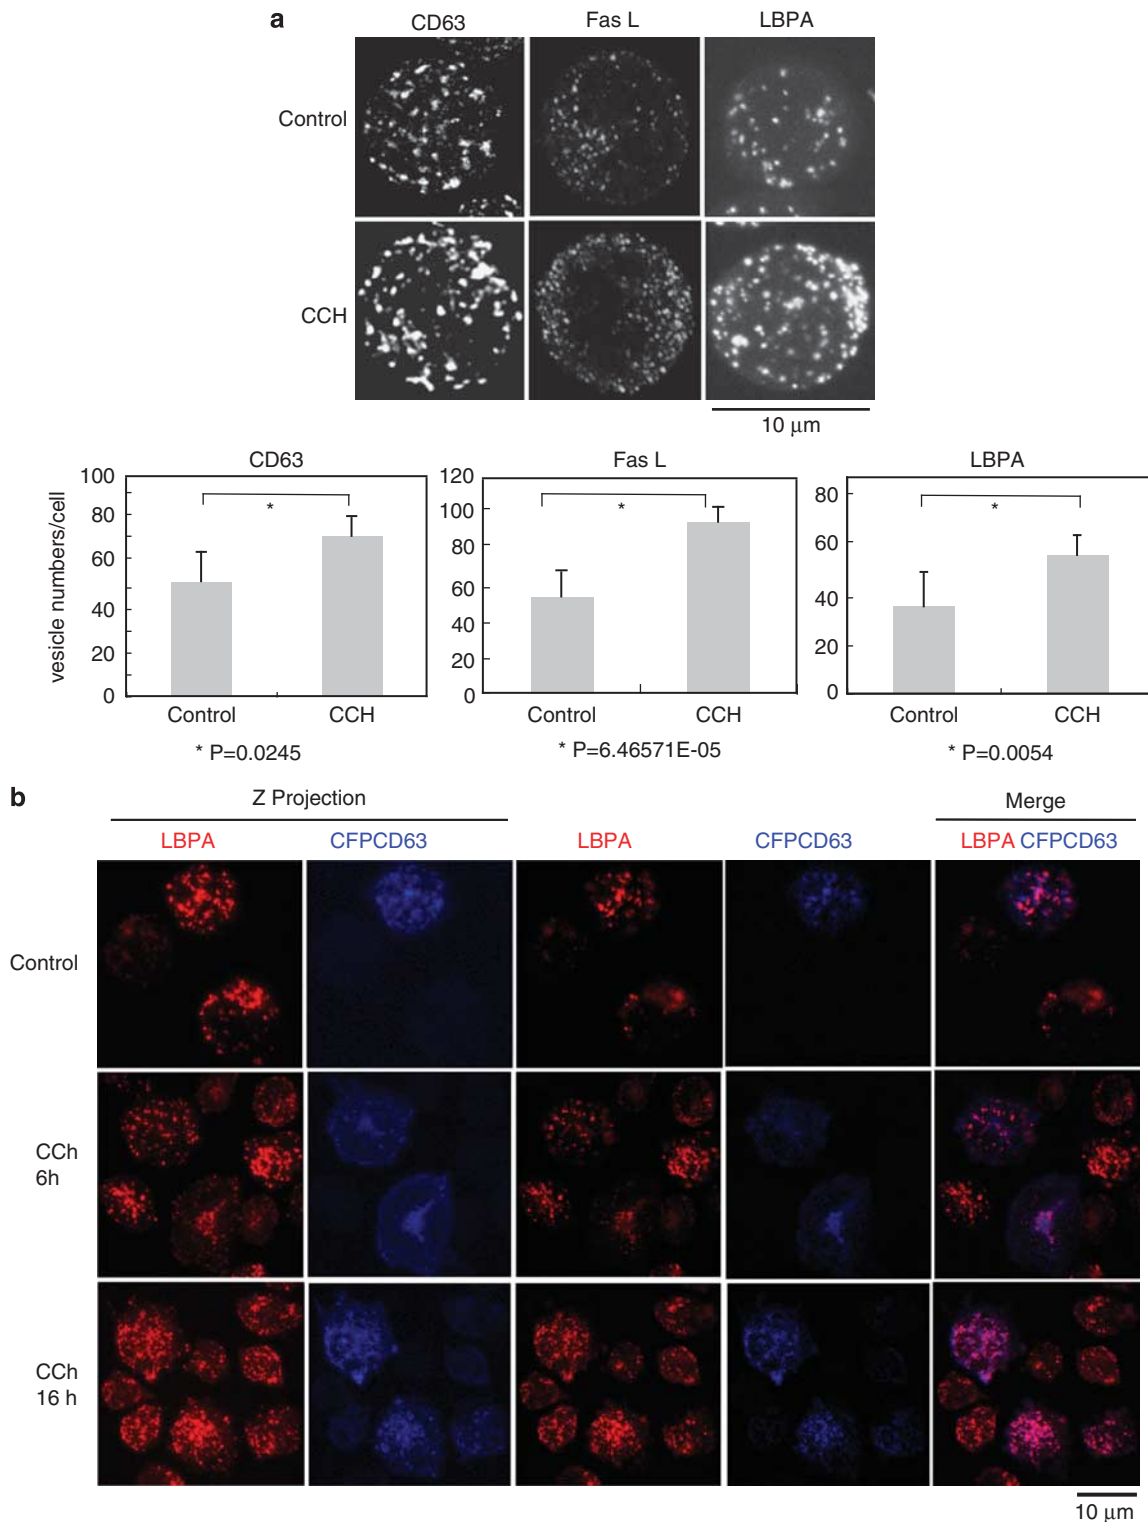 a
CD63 Fas L LBPA
Control
CCH
10 μm
CD63 Fas L LBPA
vesicle numbers/cell
100
80
60
40
20
0
Control CCH
* P=0.0245
120
100
80
60
40
20
0
Control CCH
* P=6.46571E-05
80
60
40
20
0
Control CCH
* P=0.0054
*
*
*
b
Z Projection Merge
LBPA CFPCD63 LBPA CFPCD63 LBPA CFPCD63
Control
CCh
6h
CCh
16 h
10 μm